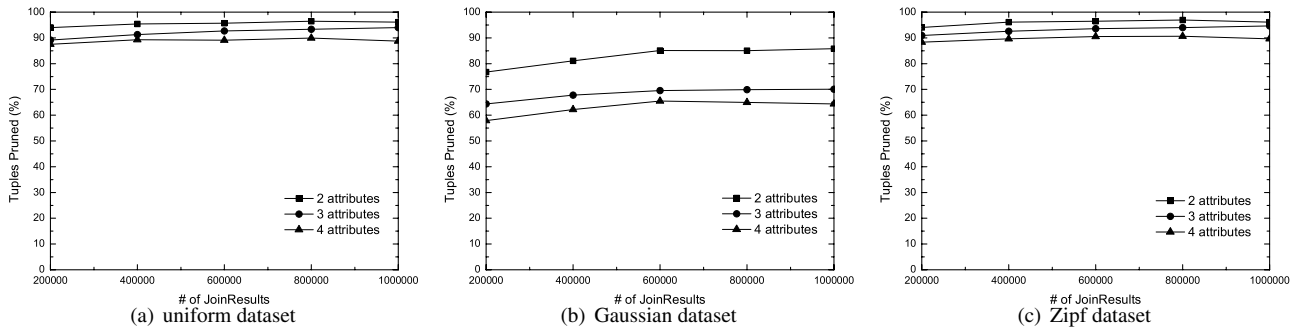 100
90
80
70
60
50
40
30
20
10
0
Tuples Pruned (%)
2 attributes
3 attributes
4 attributes
200000 400000 600000 800000 1000000
# of JoinResults
(a) uniform dataset
100
90
80
70
60
50
40
30
20
10
0
Tuples Pruned (%)
2 attributes
3 attributes
4 attributes
200000 400000 600000 800000 1000000
# of JoinResults
(b) Gaussian dataset
100
90
80
70
60
50
40
30
20
10
0
Tuples Pruned (%)
2 attributes
3 attributes
4 attributes
200000 400000 600000 800000 1000000
# of JoinResults
(c) Zipf dataset